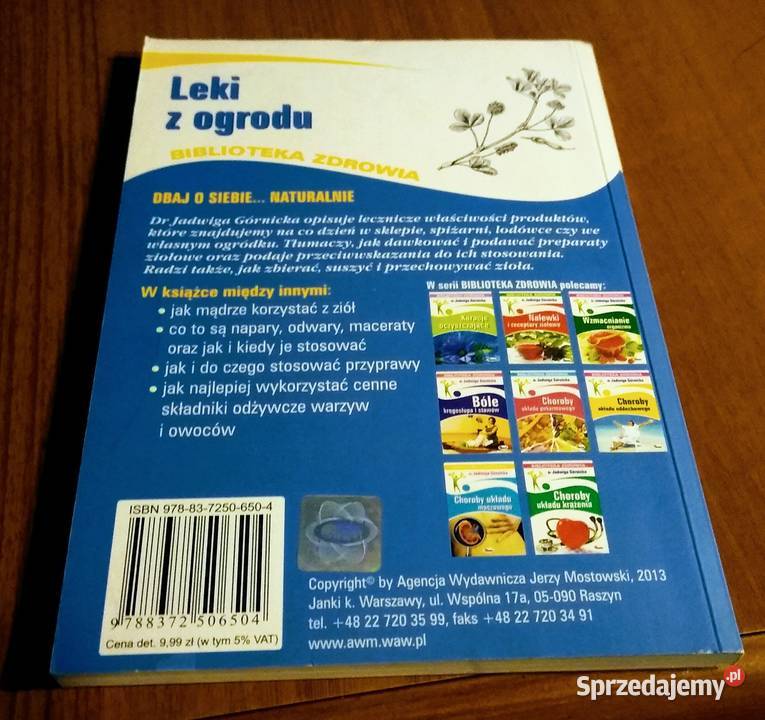 Leki
z ogrodu
BIBLIOTEKA ZDROWIA
DBAJ O SIEBIE... NATURALNIE
Dr Jadwiga Górnicka opisuje lecznicze właściwości produktów,
które znajdujemy na co dzień w sklepie, spiżarni, lodówce czy we
własnym ogródku. Tłumaczy, jak dawkować i podawać preparaty
ziołowe oraz podaje przeciwwskazania do ich stosowania.
Radzi także, jak zbierać, suszyć i przechowywać zioła.
W książce między innymi:
• jak mądrze korzystać z ziół
• co to są napary, odwary, maceraty
oraz jak i kiedy je stosować
• jak i do czego stosować przyprawy
• jak najlepiej wykorzystać cenne
składniki odżywcze warzyw
i owoców
W serii BIBLIOTEKA ZDROWIA polecamy:
Kuracje
oczyszczające
Nalewki
i receptury ziołowe
Wzmacnianie
organizmu
Bóle
kręgosłupa i stawów
Choroby
układu pokarmowego
Choroby
układu oddechowego
Choroby układu
moczowego
Choroby
układu krążenia
ISBN 978-83-7250-650-4
9 788372 506504
Cena det. 9,99 zł (w tym 5% VAT)
Copyright© by Agencja Wydawnicza Jerzy Mostowski, 2013
Janki k. Warszawy, ul. Wspólna 17a, 05-090 Raszyn
tel. +48 22 720 35 99, faks +48 22 720 34 91
www.awm.waw.pl
Sprzedajemy.pl